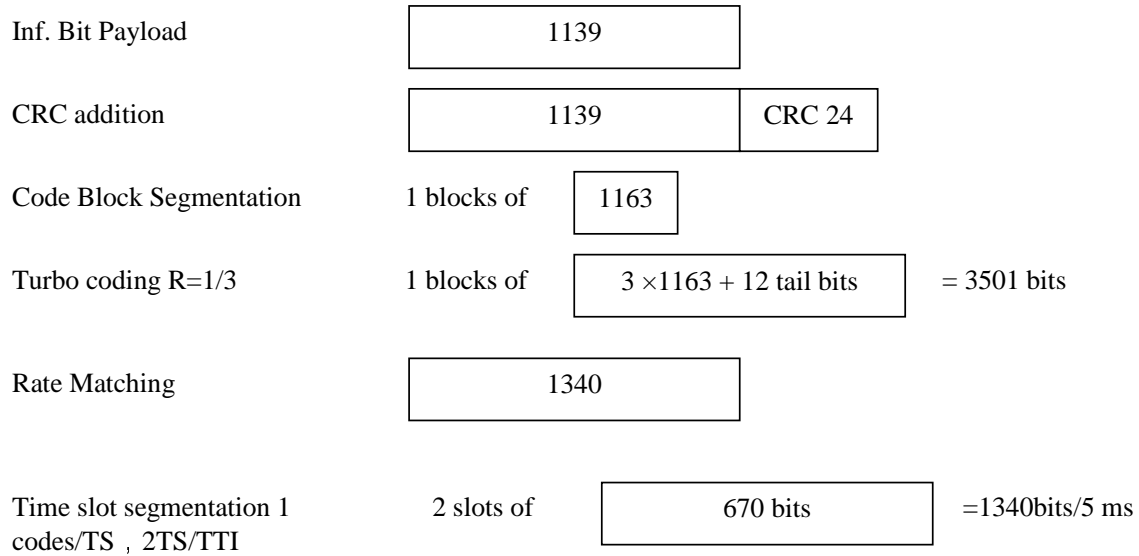 Inf. Bit Payload 1139
CRC addition 1139 CRC 24
Code Block Segmentation 1 blocks of 1163
Turbo coding R=1/3 1 blocks of 3 ×1163 + 12 tail bits = 3501 bits
Rate Matching 1340
Time slot segmentation 1 2 slots of 670 bits =1340bits/5 ms
codes/TS , 2TS/TTI